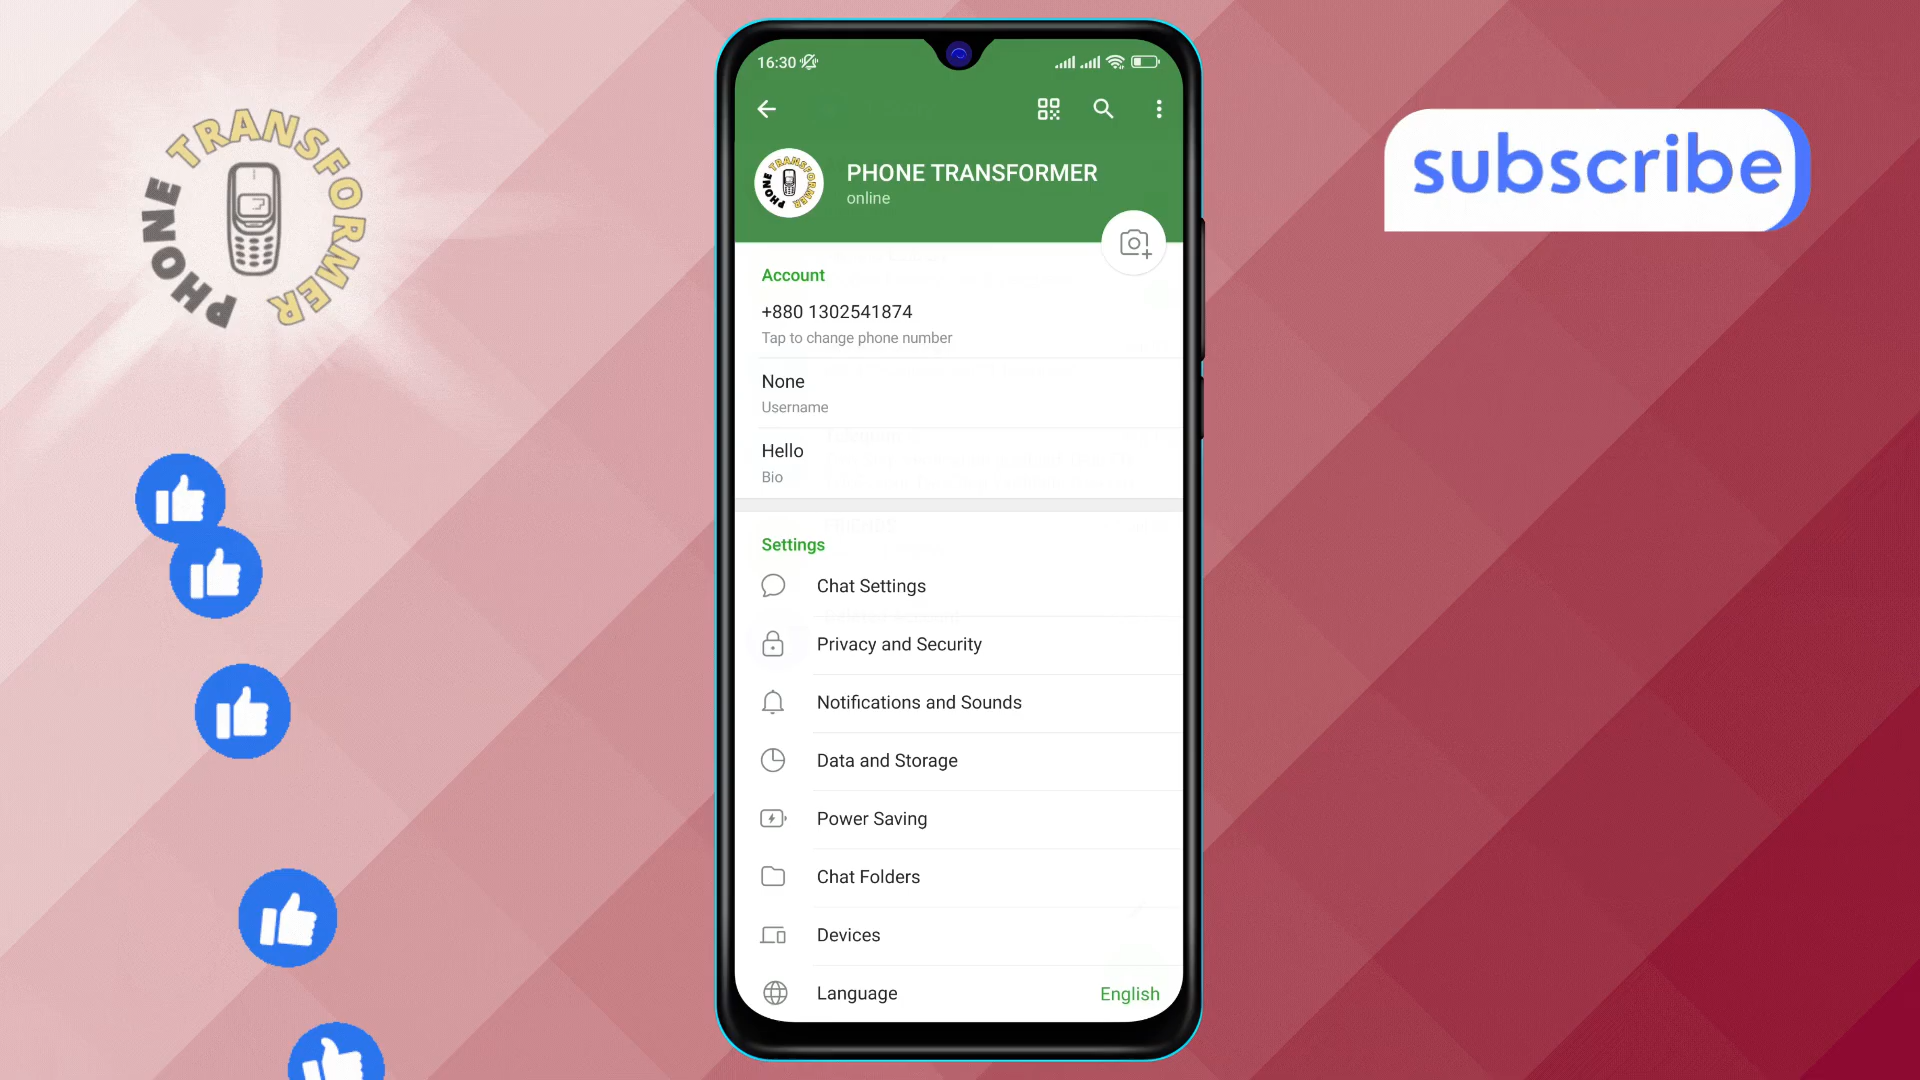 PHONE TRANSFORMER
subscribe
16:30
PHONE TRANSFORMER
PHONE TRANSFORMER
online
Account
+880 1302541874
Tap to change phone number
None
Username
Hello
Bio
Settings
Chat Settings
Privacy and Security
Notifications and Sounds
Data and Storage
Power Saving
Chat Folders
Devices
Language English